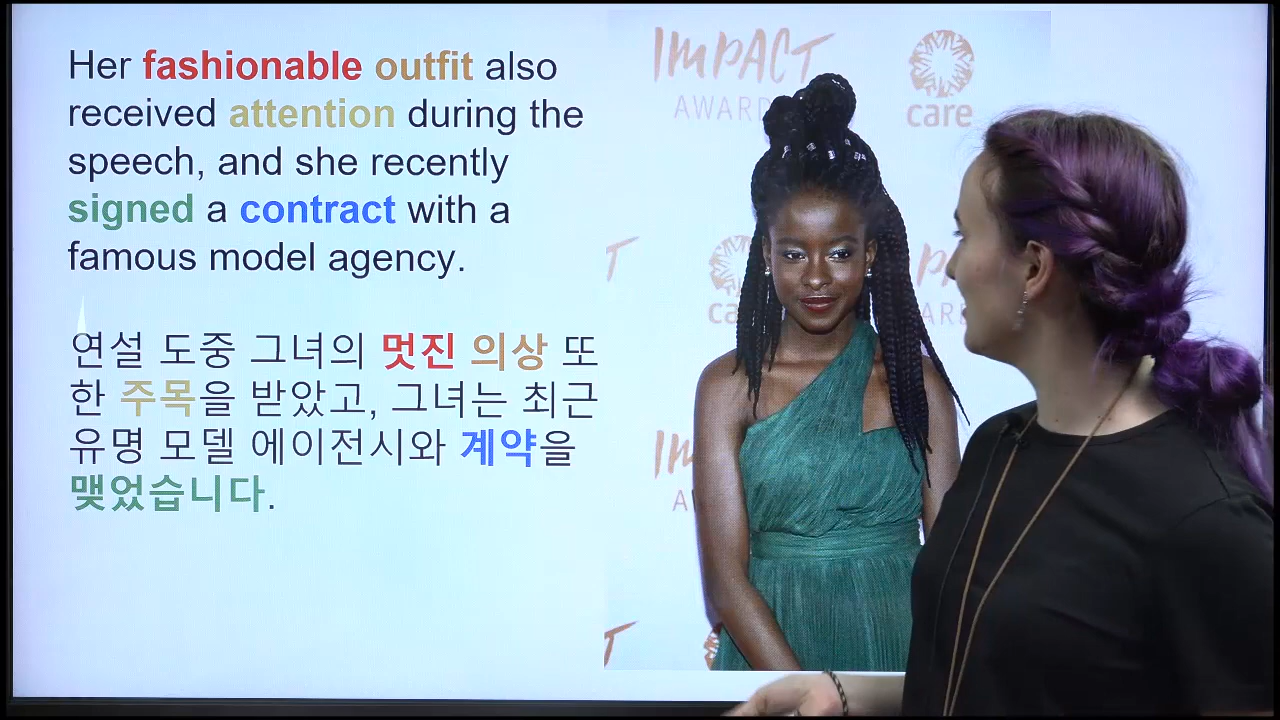 Her fashionable outfit also
received attention during the
speech, and she recently
signed a contract with a
famous model agency.
연설 도중 그녀의 멋진 의상 또
한 주목을 받았고, 그녀는 최근
유명 모델 에이전시와 계약을
맺었습니다.
IMPACT
AWARD
care
T
ca
P
ARD
IM
A
T